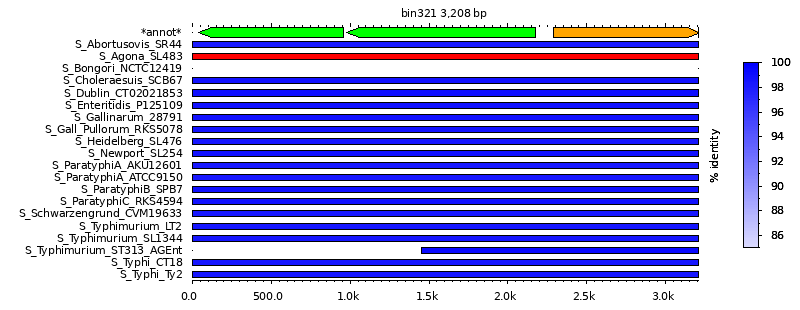 bin321 3,208 bp
*annot*
S_Abortusovis_SR44
S_Agona_SL483
S_Bongori_NCTC12419
S_Choleraesuis_SCB67
S_Dublin_CT02021853
S_Enteritidis_P125109
S_Gallinarum_28791
S_Gall_Pullorum_RKS5078
S_Heidelberg_SL476
S_Newport_SL254
S_ParatyphiA_AKU12601
S_ParatyphiA_ATCC9150
S_ParatyphiB_SPB7
S_ParatyphiC_RKS4594
S_Schwarzengrund_CVM19633
S_Typhimurium_LT2
S_Typhimurium_SL1344
S_Typhimurium_ST313_AGEnt
S_Typhi_CT18
S_Typhi_Ty2
0.0 500.0 1.0k 1.5k 2.0k 2.5k 3.0k
% identity
100
98
96
94
92
90
88
86